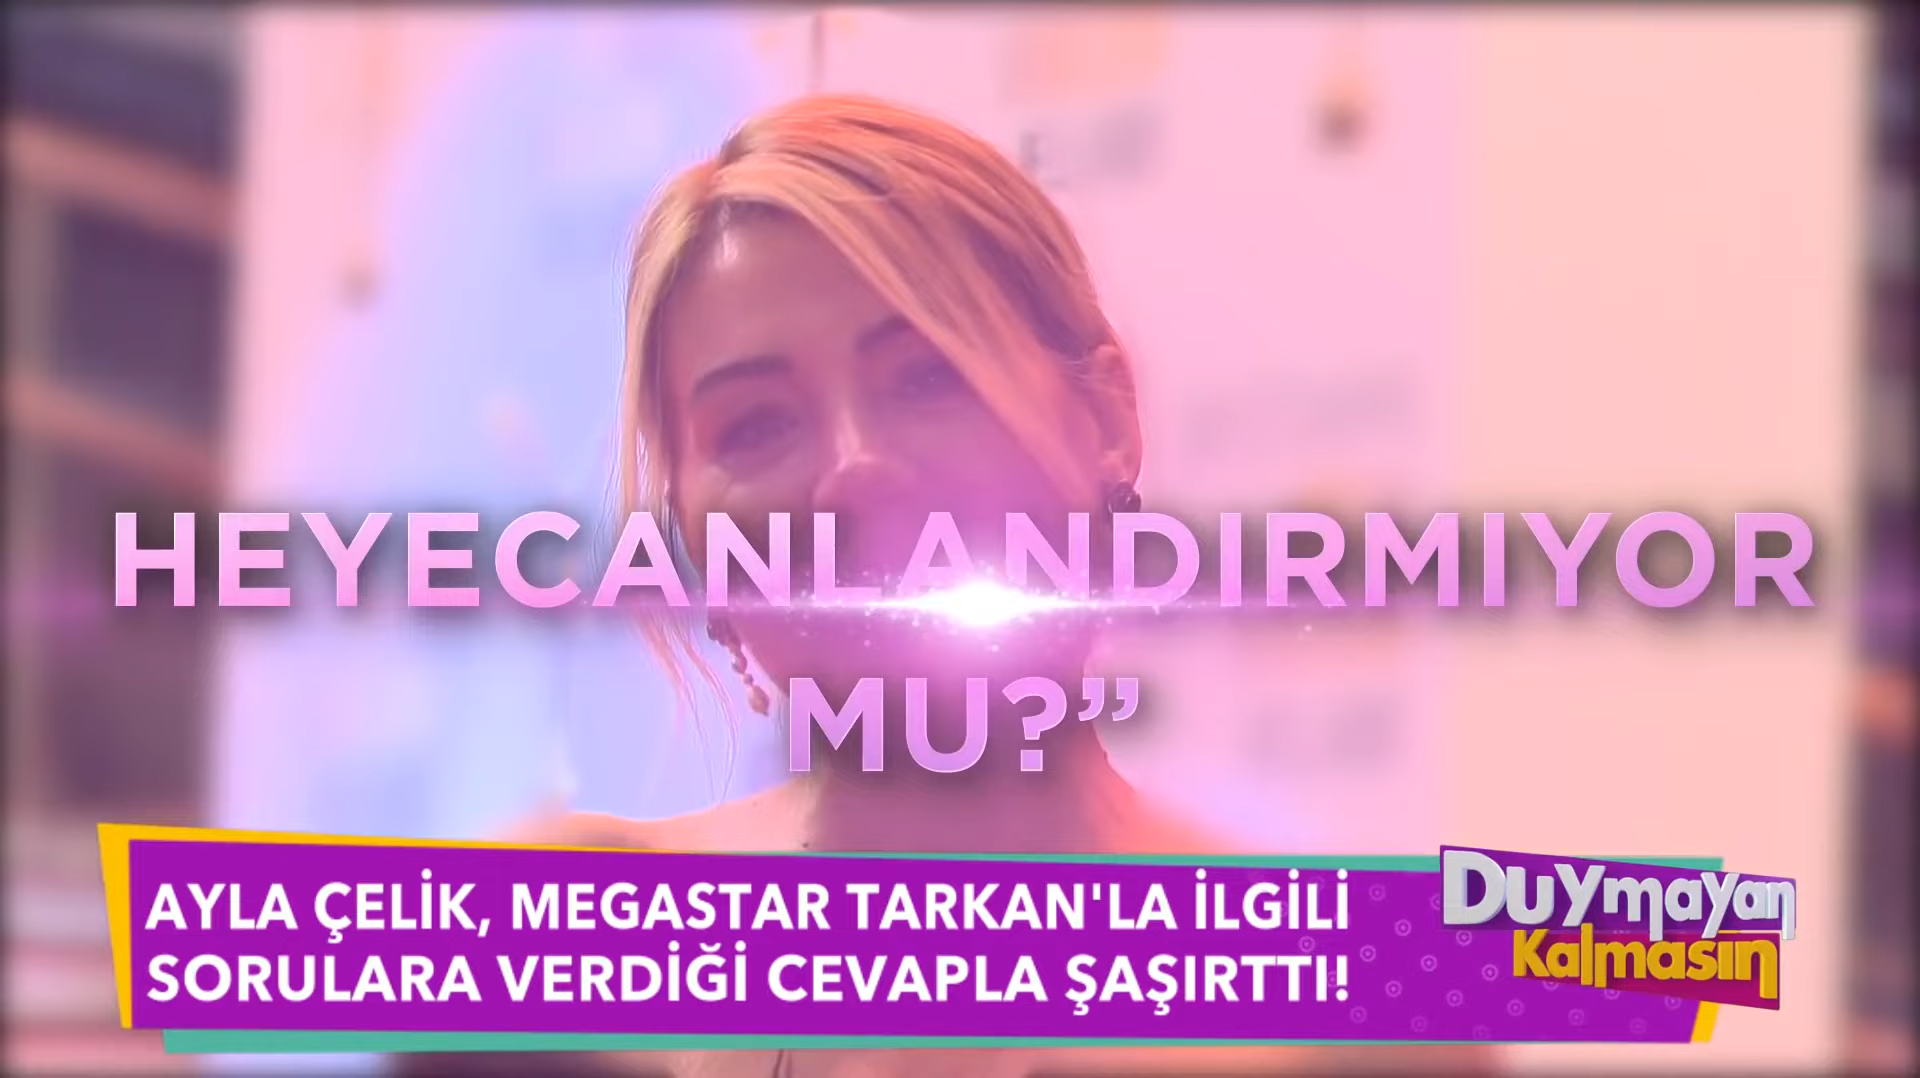 HEYECANLANDIRMIYOR
MU?”
AYLA ÇELİK, MEGASTAR TARKAN'LA İLGİLİ
SORULARA VERDİĞİ CEVAPLA ŞAŞIRTTI!
Duymayan
Kalmasın